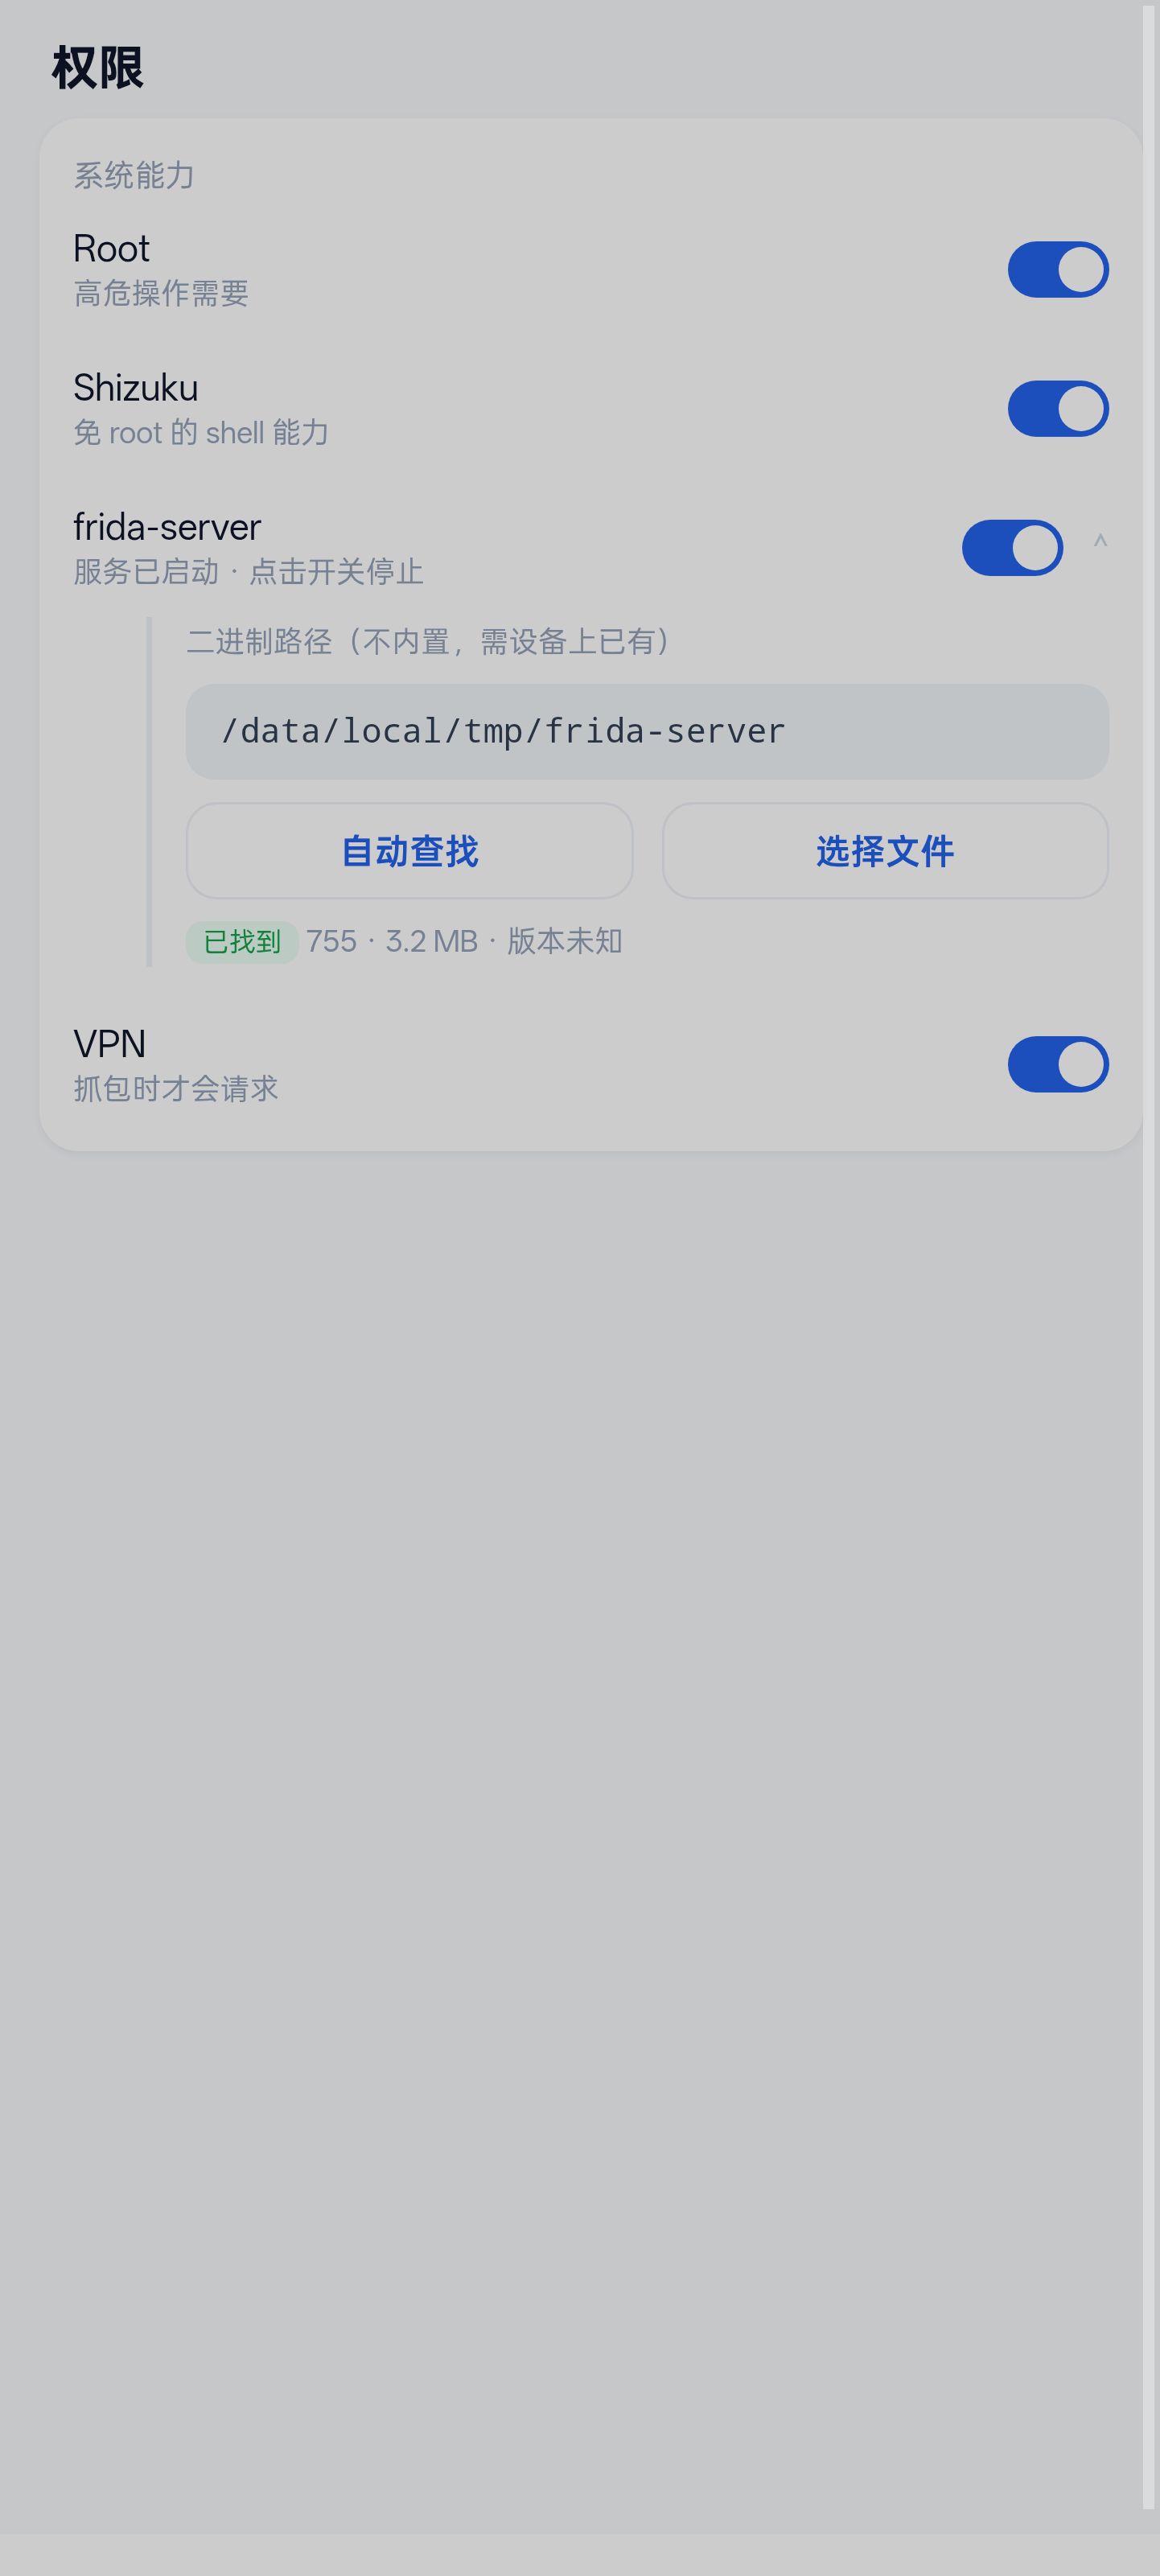 权限
系统能力
Root
高危操作需要
Shizuku
免 root 的 shell 能力
frida-server
服务已启动 · 点击开关停止
二进制路径（不内置，需设备上已有）
/data/local/tmp/frida-server
自动查找
选择文件
已找到 755 · 3.2 MB · 版本未知
VPN
抓包时才会请求